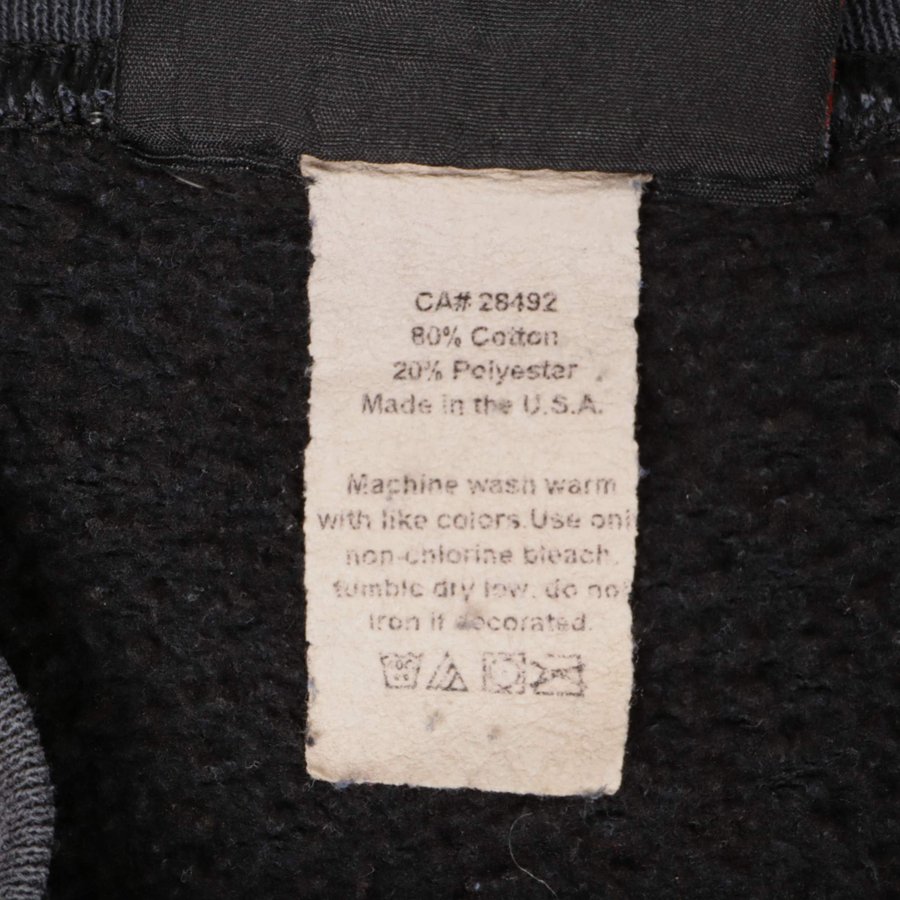 CA# 28492
80% Cotton
20% Polyester
Made in the U.S.A.
Machine wash warm
with like colors.Use only
non-chlorine bleach,
tumble dry low, do not
iron if decorated.